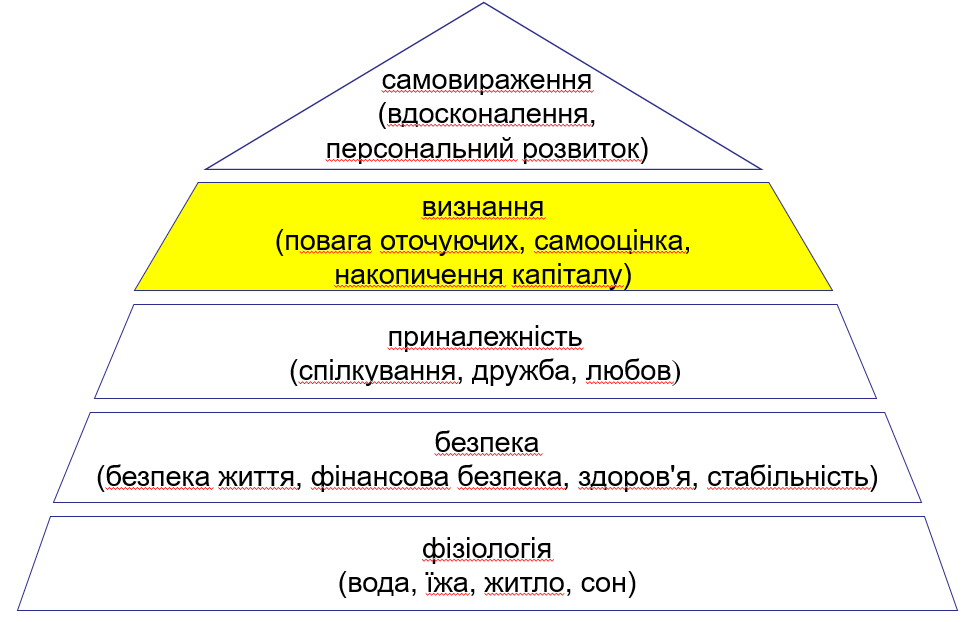 самовираження
(вдосконалення,
персональний розвиток)
визнання
(повага оточуючих, самооцінка,
накопичення капіталу)
приналежність
(спілкування, дружба, любов)
безпека
(безпека життя, фінансова безпека, здоров'я, стабільність)
фізіологія
(вода, їжа, житло, сон)